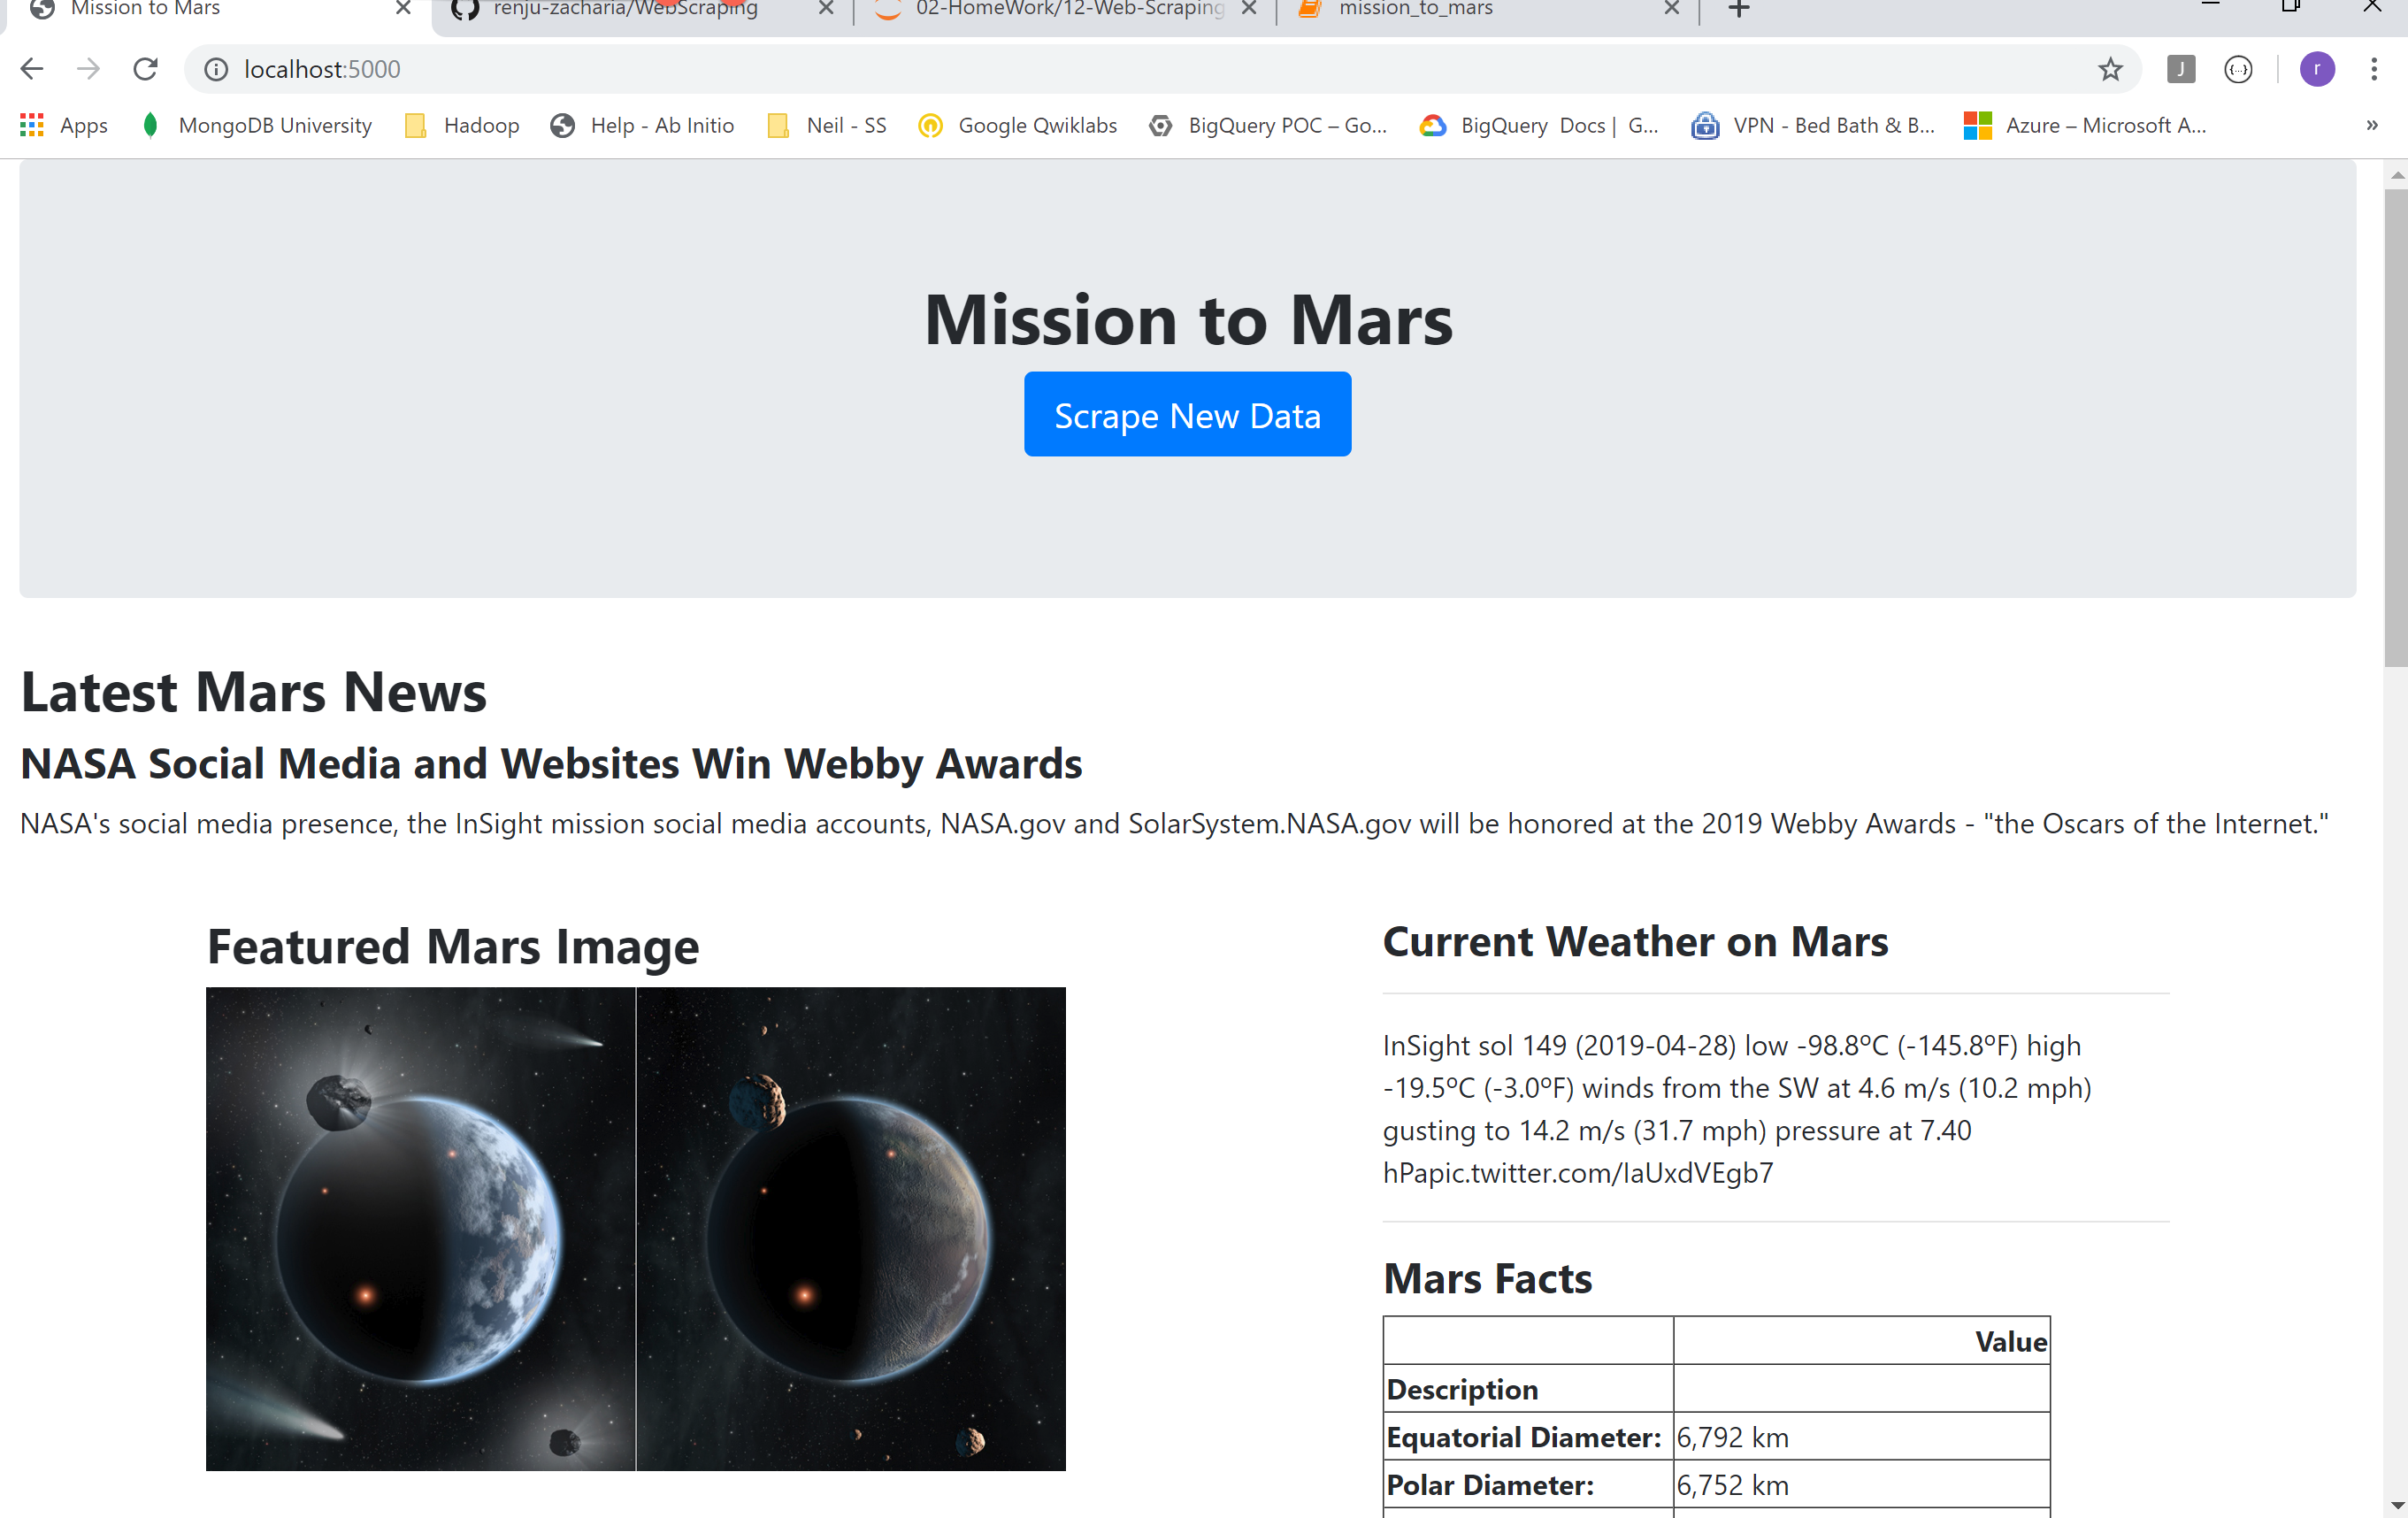 Mission to Mars
renju-zacharia/WebScraping
02-HomeWork/12-Web-Scraping
mission_to_mars
localhost:5000
J
{...}
r
Apps
MongoDB University
Hadoop
Help - Ab Initio
Neil - SS
Google Qwiklabs
BigQuery POC – Go...
BigQuery Docs | G...
VPN - Bed Bath & B...
Azure – Microsoft A...
»
Mission to Mars
Scrape New Data
Latest Mars News
NASA Social Media and Websites Win Webby Awards
NASA's social media presence, the InSight mission social media accounts, NASA.gov and SolarSystem.NASA.gov will be honored at the 2019 Webby Awards - "the Oscars of the Internet."
Featured Mars Image
Current Weather on Mars
InSight sol 149 (2019-04-28) low -98.8ºC (-145.8ºF) high
-19.5ºC (-3.0ºF) winds from the SW at 4.6 m/s (10.2 mph)
gusting to 14.2 m/s (31.7 mph) pressure at 7.40
hPapic.twitter.com/IaUxdVEgb7
Mars Facts
Value
Description
Equatorial Diameter: 6,792 km
Polar Diameter: 6,752 km